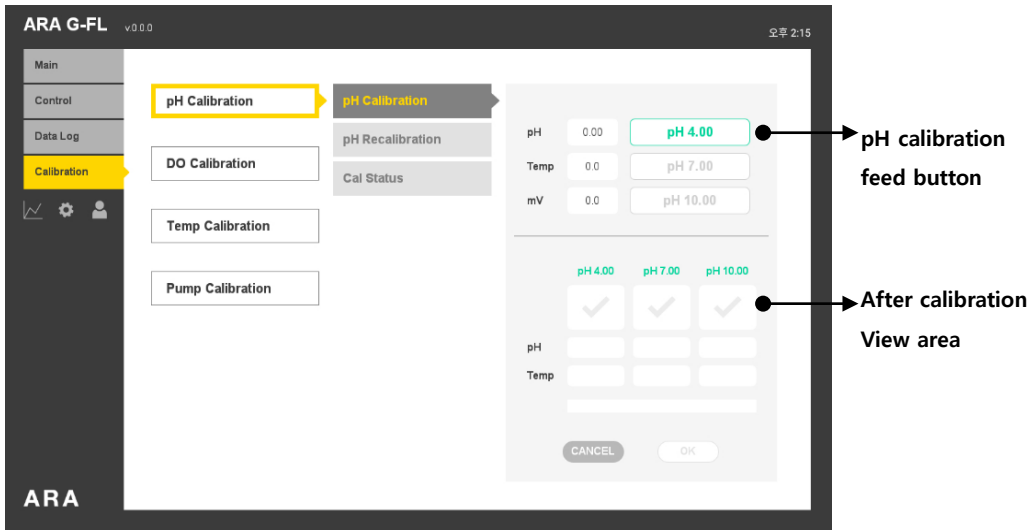 ARA G-FL v.0.0.0
오후 2:15
Main
Control
Data Log
Calibration
pH Calibration
DO Calibration
Temp Calibration
Pump Calibration
pH Calibration
pH Recalibration
Cal Status
pH 0.00 pH 4.00
Temp 0.0 pH 7.00
mV 0.0 pH 10.00
pH 4.00 pH 7.00 pH 10.00
pH
Temp
CANCEL OK
ARA
pH calibration
feed button
After calibration
View area